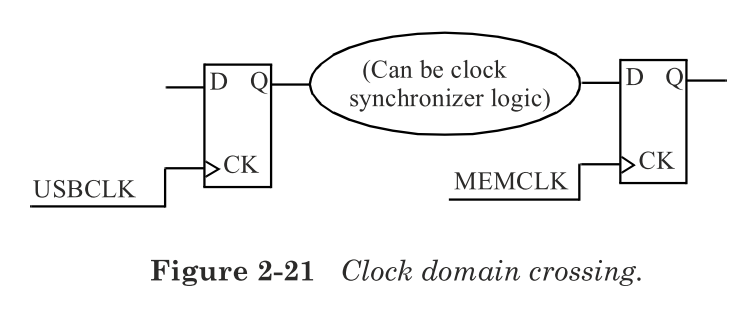 D Q
CK
USBCLK
(Can be clock
synchronizer logic)
D Q
CK
MEMCLK
Figure 2-21 Clock domain crossing.